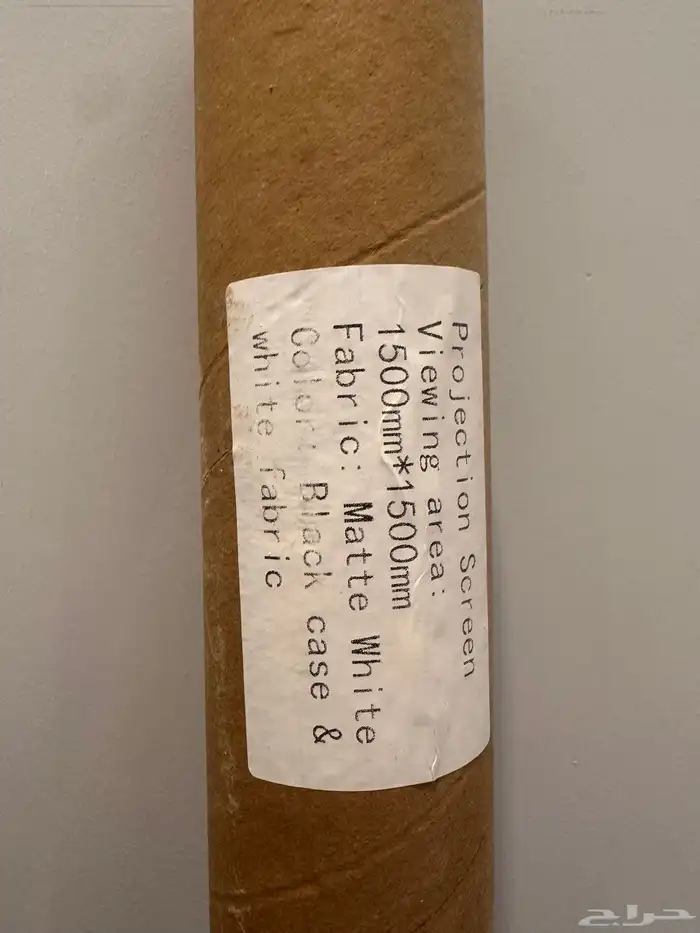 Projection Screen
Viewing area:
1500mm*1500mm
Fabric: Matte White
Color: Black case &
white fabric
حراج